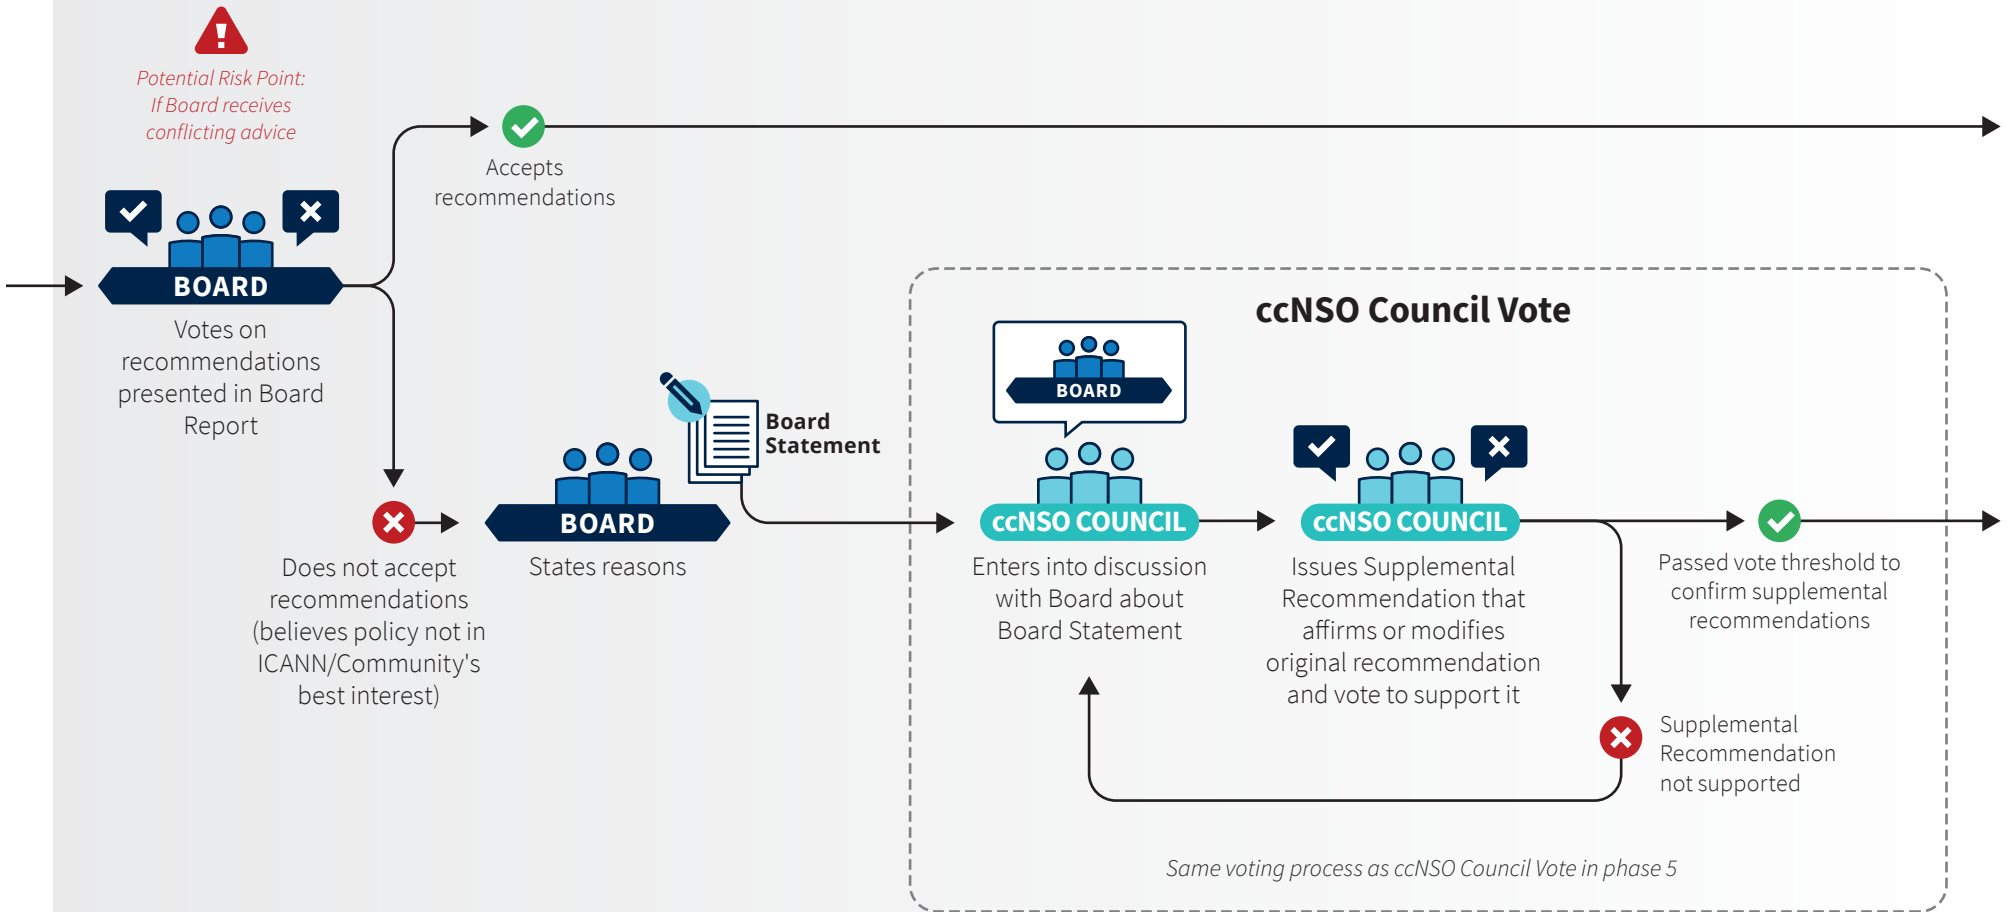 Potential Risk Point:
If Board receives
conflicting advice
Accepts
recommendations
BOARD
Votes on
recommendations
presented in Board
Report
Does not accept
recommendations
(believes policy not in
ICANN/Community's
best interest)
BOARD
States reasons
Board
Statement
ccNSO Council Vote
BOARD
ccNSO COUNCIL
Enters into discussion
with Board about
Board Statement
ccNSO COUNCIL
Issues Supplemental
Recommendation that
affirms or modifies
original recommendation
and vote to support it
Passed vote threshold to
confirm supplemental
recommendations
Supplemental
Recommendation
not supported
Same voting process as ccNSO Council Vote in phase 5